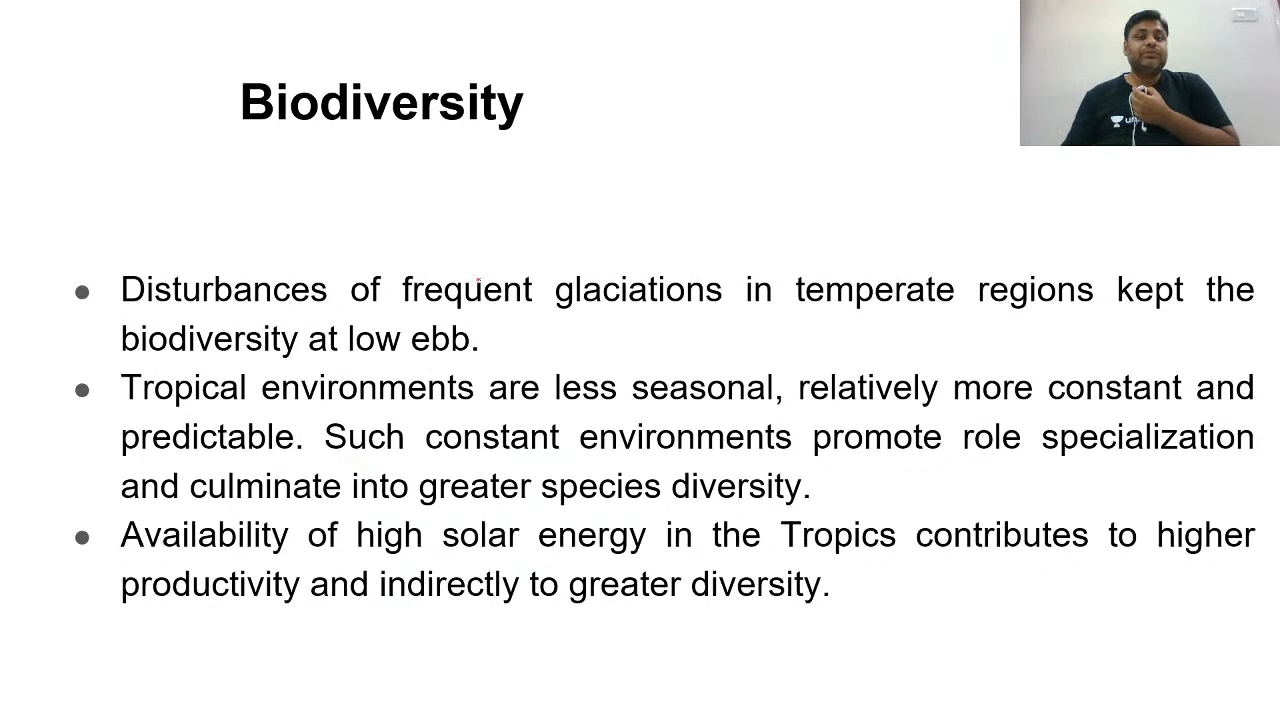 Biodiversity
● Disturbances of frequent glaciations in temperate regions kept the
biodiversity at low ebb.
● Tropical environments are less seasonal, relatively more constant and
predictable. Such constant environments promote role specialization
and culminate into greater species diversity.
● Availability of high solar energy in the Tropics contributes to higher
productivity and indirectly to greater diversity.